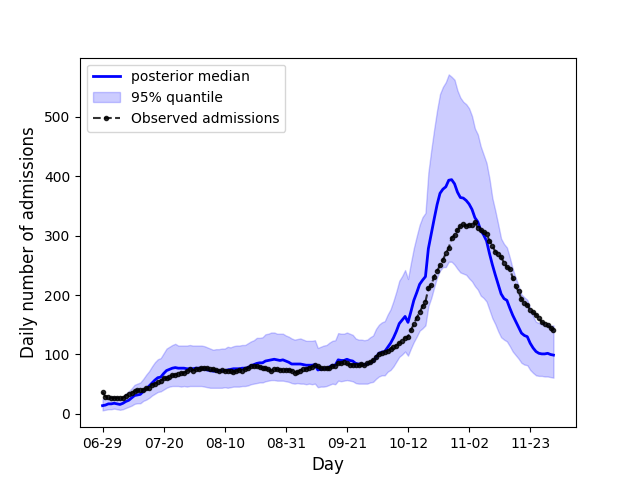 posterior median
95% quantile
Observed admissions
Daily number of admissions
500
400
300
200
100
0
06-29 07-20 08-10 08-31 09-21 10-12 11-02 11-23
Day